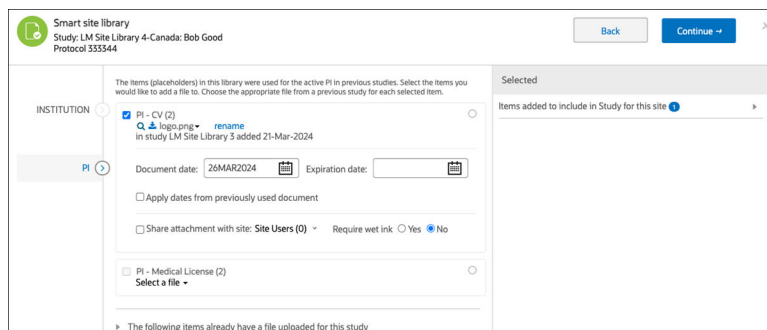 Smart site library
Study: LM Site Library 4-Canada: Bob Good
Protocol 333344
Back
Continue →
The items (placeholders) in this library were used for the active PI in previous studies. Select the items you
would like to add a file to. Choose the appropriate file from a previous study for each selected item.
INSTITUTION
PI
PI - CV (2)
logo.png rename
in study LM Site Library 3 added 21-Mar-2024
Document date: 26MAR2024 Expiration date:
Apply dates from previously used document
Share attachment with site: Site Users (0) Require wet ink Yes No
PI - Medical License (2)
Select a file
The following items already have a file uploaded for this study
Selected
Items added to include in Study for this site 1